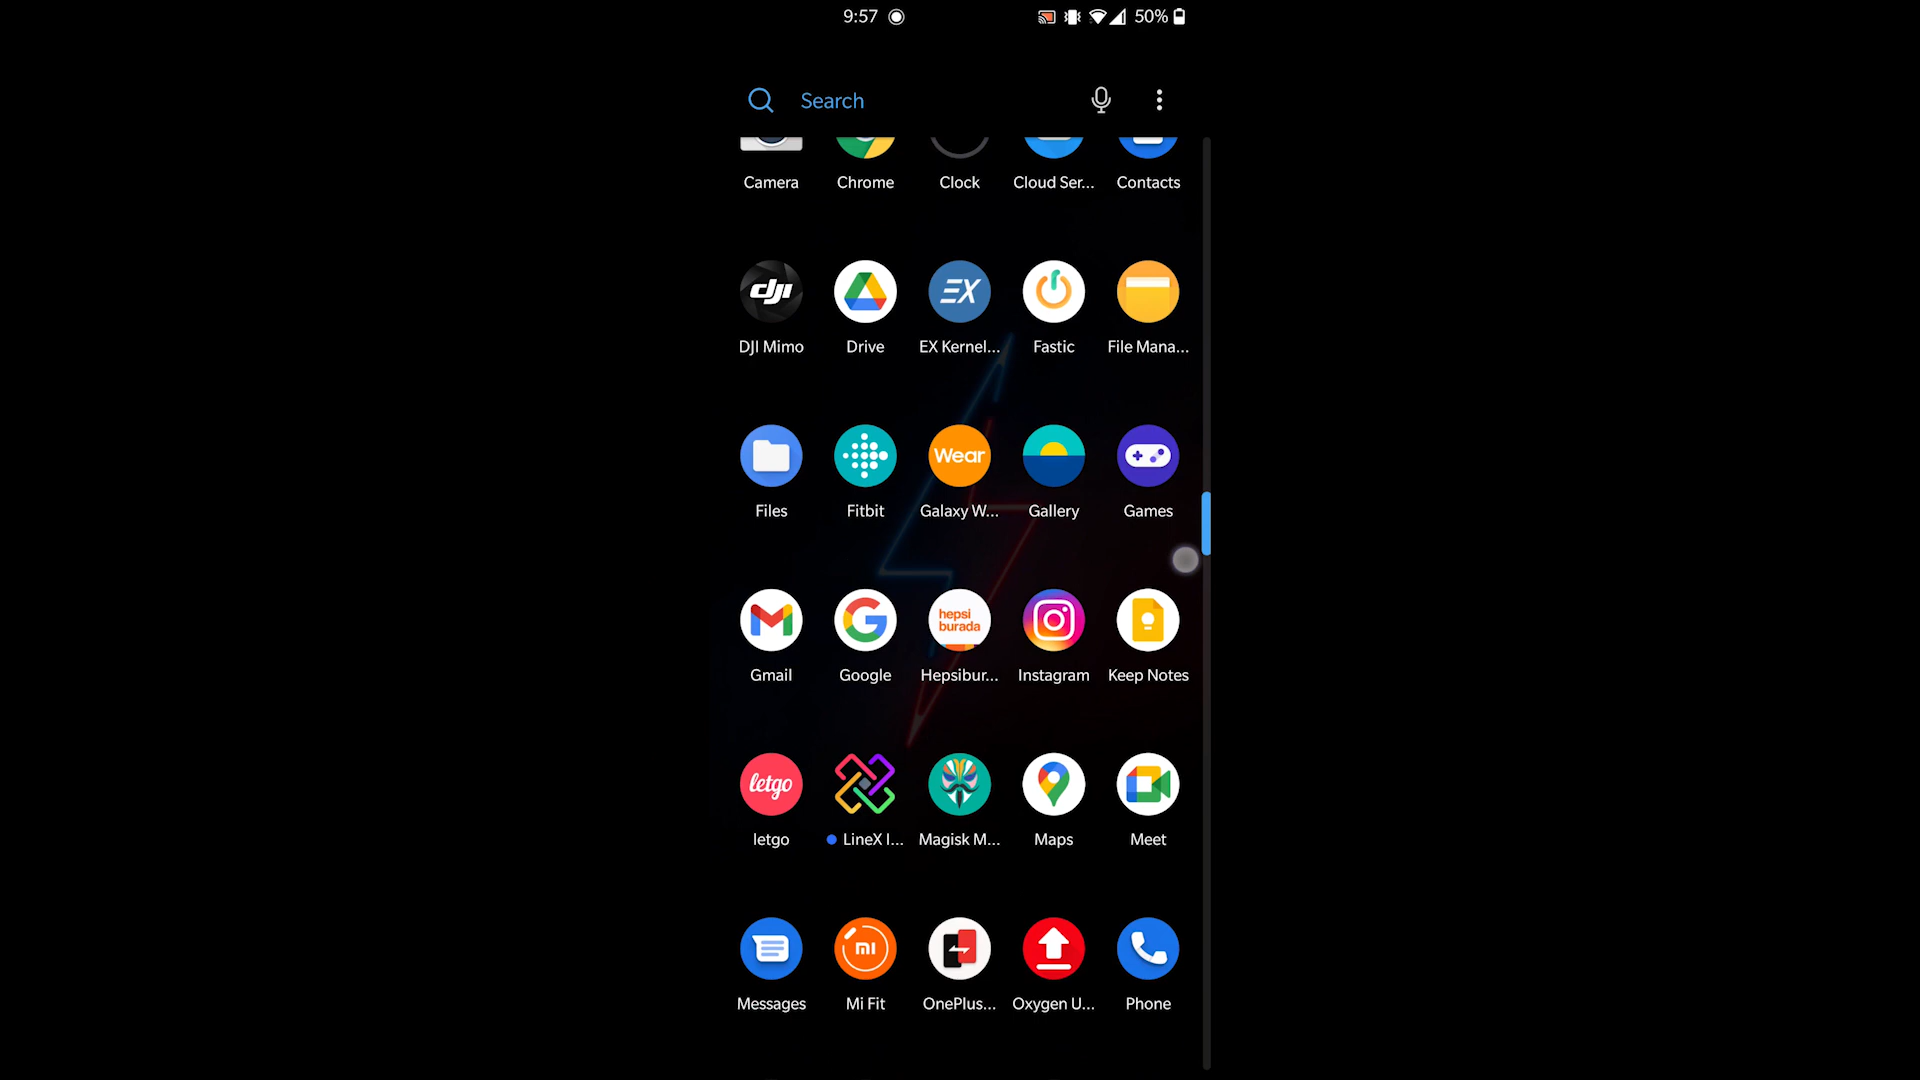 9:57 50%
Search
Camera Chrome Clock Cloud Ser... Contacts
dji EX
DJI Mimo Drive EX Kernel... Fastic File Mana...
Wear
Files Fitbit Galaxy W... Gallery Games
hepsi
burada
Gmail Google Hepsibur... Instagram Keep Notes
letgo
letgo LineX I... Magisk M... Maps Meet
mi
Messages Mi Fit OnePlus... Oxygen U... Phone